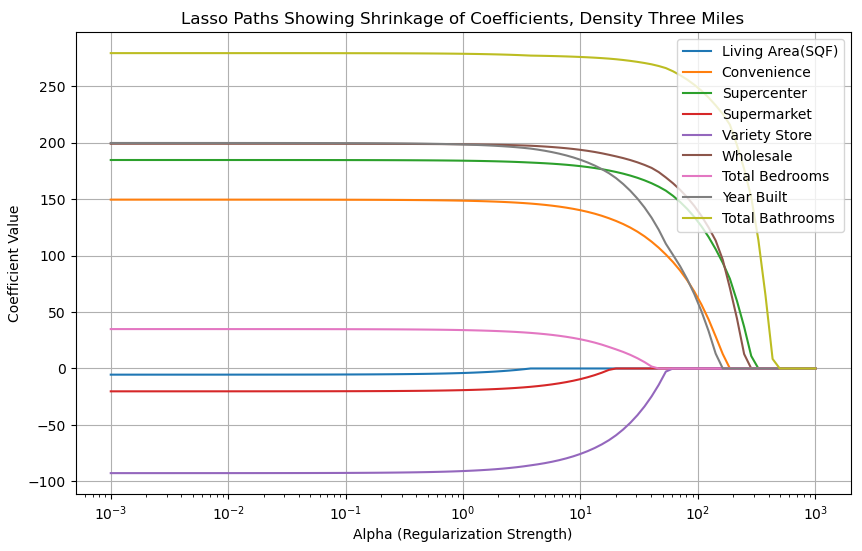 Lasso Paths Showing Shrinkage of Coefficients, Density Three Miles
Coefficient Value
250
200
150
100
50
0
−50
−100
Living Area(SQF)
Convenience
Supercenter
Supermarket
Variety Store
Wholesale
Total Bedrooms
Year Built
Total Bathrooms
10⁻³ 10⁻² 10⁻¹ 10⁰ 10¹ 10² 10³
Alpha (Regularization Strength)